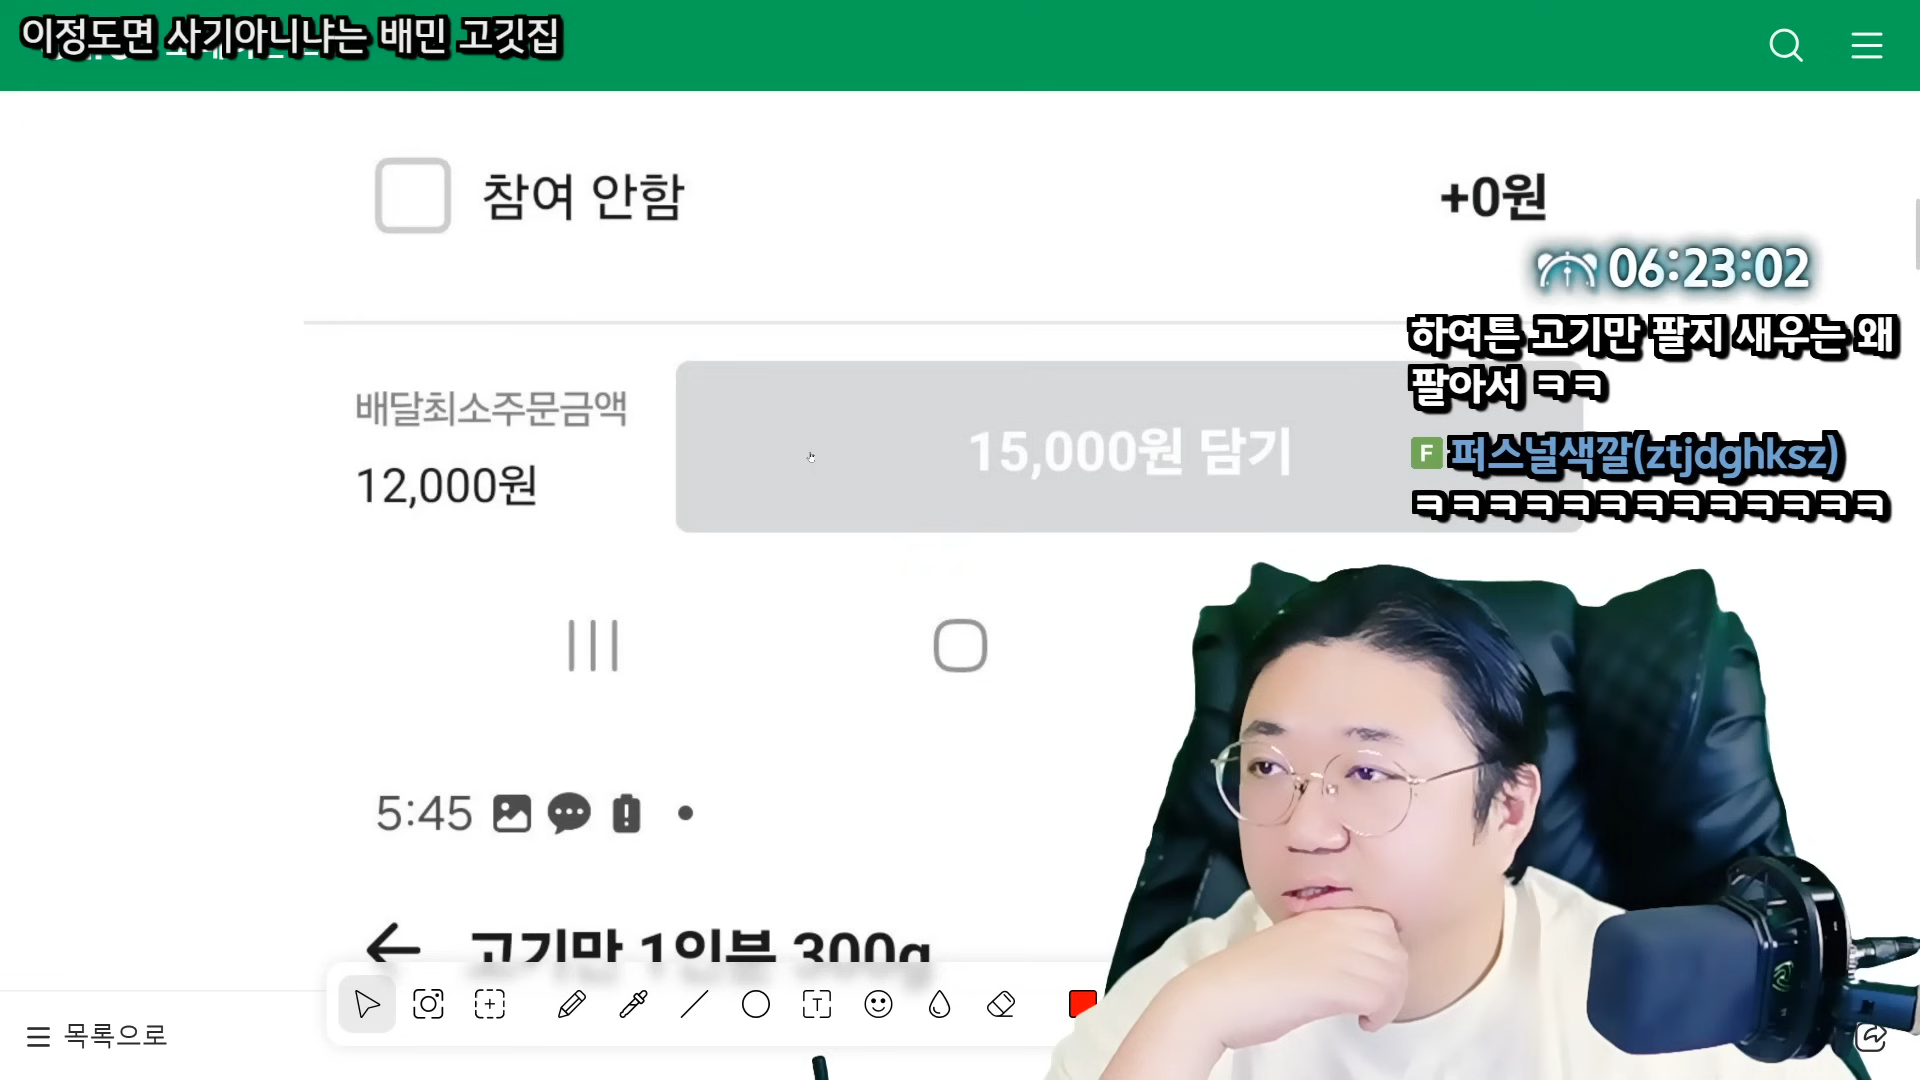 이정도면 사기아니냐는 배민 고깃집
참여 안함
+0원
06:23:02
하여튼 고기만 팔지 새우는 왜
팔아서 ㅋㅋ
배달최소주문금액
12,000원
15,000원 담기
F 퍼스널색깔(ztjdghksz)
ㅋㅋㅋㅋㅋㅋㅋㅋㅋㅋㅋㅋㅋ
5:45
고기만 1인분 300g
T
목록으로